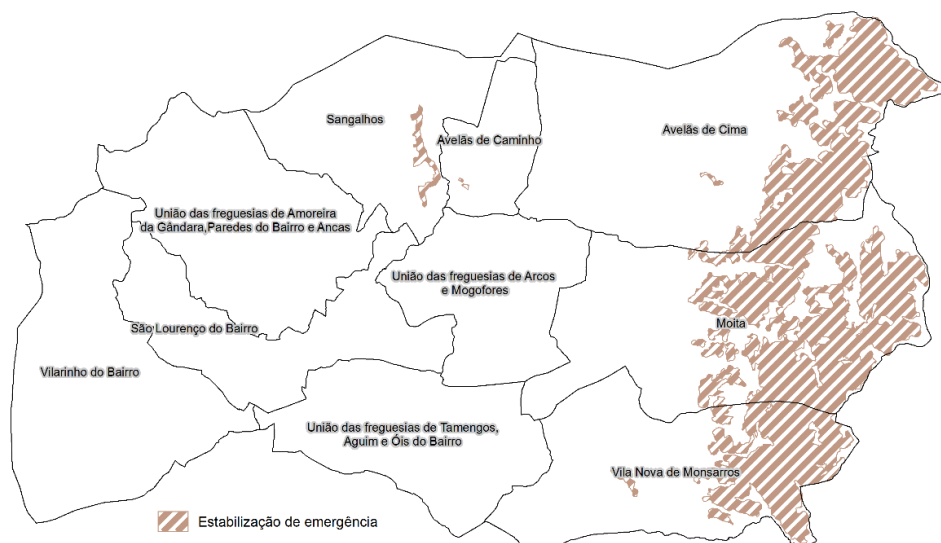 Sangalhos
Avelãs de Caminho
Avelãs de Cima
União das freguesias de Amoreira
da Gândara,Paredes do Bairro e Ancas
União das freguesias de Arcos
e Mogofores
São Lourenço do Bairro
Moita
Vilarinho do Bairro
União das freguesias de Tamengos,
Aguim e Óis do Bairro
Vila Nova de Monsarros
Estabilização de emergência